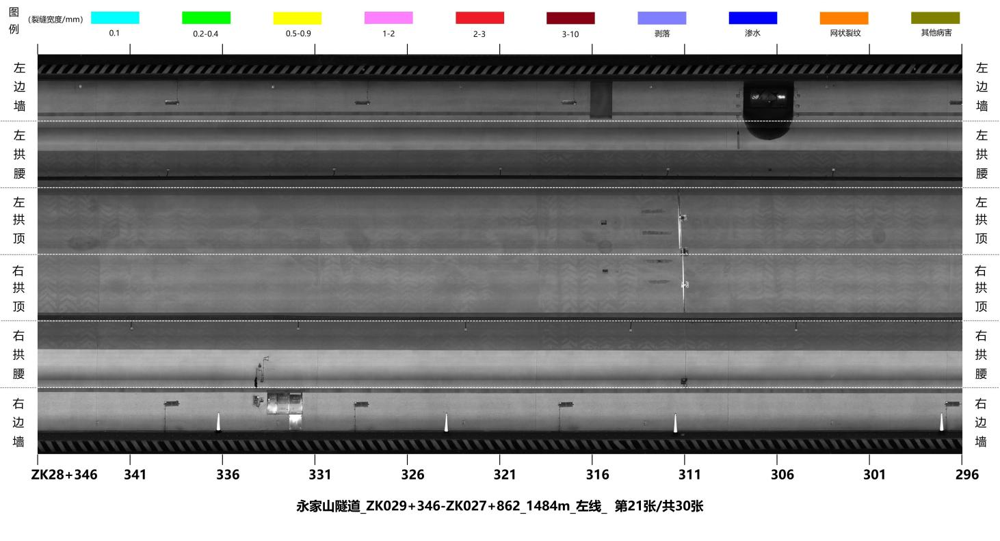 图例
(裂缝宽度/mm)
0.1
0.2-0.4
0.5-0.9
1-2
2-3
3-10
剥落
渗水
网状裂纹
其他病害
左边墙
左边墙
左拱腰
左拱腰
左拱顶
左拱顶
右拱顶
右拱顶
右拱腰
右拱腰
右边墙
右边墙
ZK28+346 341 336 331 326 321 316 311 306 301 296
永家山隧道_ZK029+346-ZK027+862_1484m_左线_ 第21张/共30张